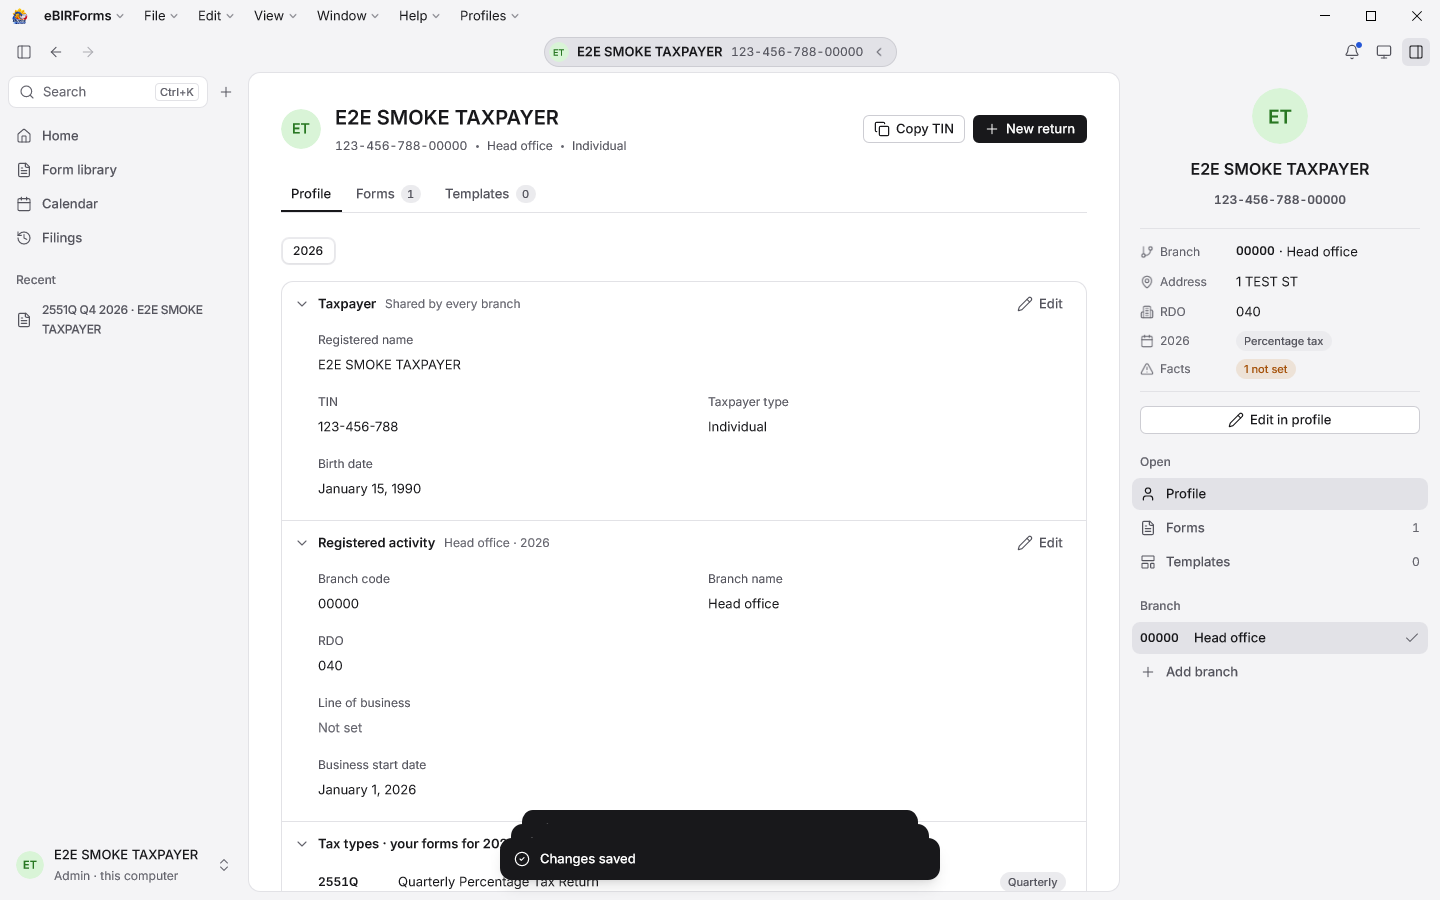 eBIRForms File Edit View Window Help Profiles
ET E2E SMOKE TAXPAYER 123-456-788-00000
Search Ctrl+K
Home
Form library
Calendar
Filings
Recent
2551Q Q4 2026 · E2E SMOKE
TAXPAYER
ET E2E SMOKE TAXPAYER
Admin · this computer
ET E2E SMOKE TAXPAYER
123-456-788-00000 • Head office • Individual
Copy TIN
New return
Profile Forms 1 Templates 0
2026
Taxpayer Shared by every branch Edit
Registered name
E2E SMOKE TAXPAYER
TIN Taxpayer type
123-456-788 Individual
Birth date
January 15, 1990
Registered activity Head office · 2026 Edit
Branch code Branch name
00000 Head office
RDO
040
Line of business
Not set
Business start date
January 1, 2026
Tax types · your forms for 202
Changes saved
2551Q Quarterly Percentage Tax Return Quarterly
ET
E2E SMOKE TAXPAYER
123-456-788-00000
Branch 00000 · Head office
Address 1 TEST ST
RDO 040
2026 Percentage tax
Facts 1 not set
Edit in profile
Open
Profile
Forms 1
Templates 0
Branch
00000 Head office
Add branch